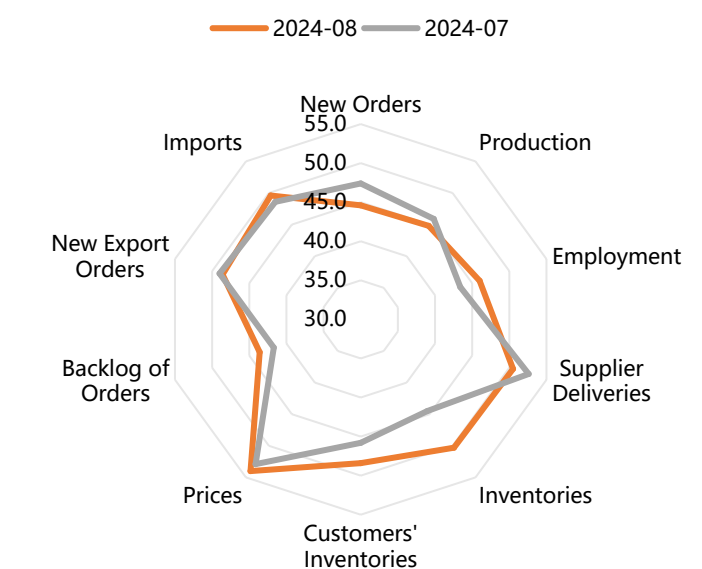 2024-08 2024-07
New Orders
55.0
Imports
Production
50.0
45.0
New Export
Orders
40.0
Employment
35.0
30.0
Backlog of
Orders
Supplier
Deliveries
Prices
Inventories
Customers'
Inventories